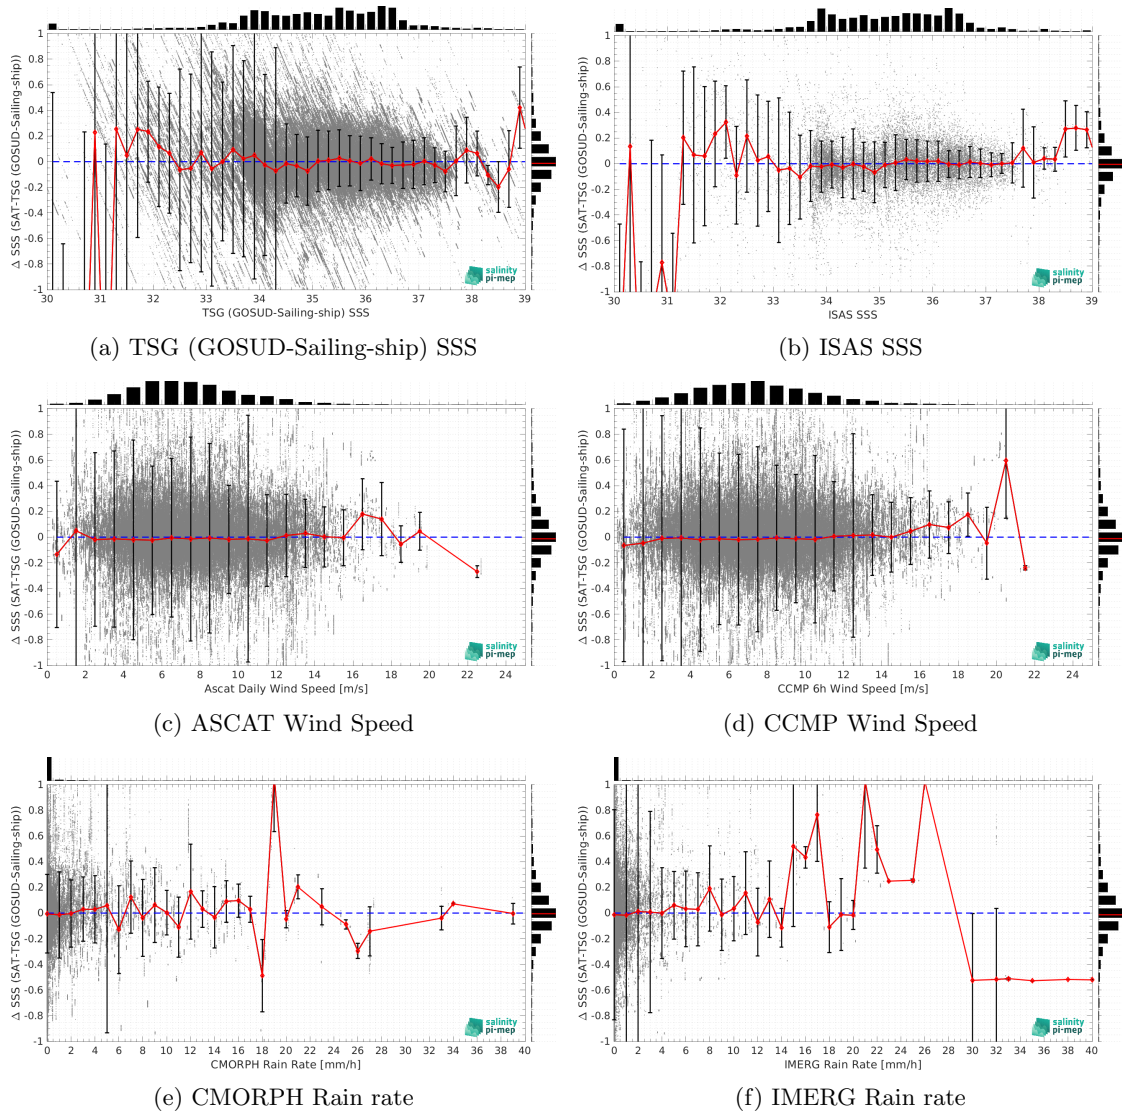 1
0.8
0.6
0.4
0.2
0
-0.2
-0.4
-0.6
-0.8
-1
Δ SSS (SAT-TSG (GOSUD-Sailing-ship))
30 31 32 33 34 35 36 37 38 39
TSG (GOSUD-Sailing-ship) SSS
salinity
pi-mep
(a) TSG (GOSUD-Sailing-ship) SSS
1
0.8
0.6
0.4
0.2
0
-0.2
-0.4
-0.6
-0.8
-1
Δ SSS (SAT-TSG (GOSUD-Sailing-ship))
30 31 32 33 34 35 36 37 38 39
ISAS SSS
salinity
pi-mep
(b) ISAS SSS
1
0.8
0.6
0.4
0.2
0
-0.2
-0.4
-0.6
-0.8
-1
Δ SSS (SAT-TSG (GOSUD-Sailing-ship))
0 2 4 6 8 10 12 14 16 18 20 22 24
Ascat Daily Wind Speed [m/s]
salinity
pi-mep
(c) ASCAT Wind Speed
1
0.8
0.6
0.4
0.2
0
-0.2
-0.4
-0.6
-0.8
-1
Δ SSS (SAT-TSG (GOSUD-Sailing-ship))
0 2 4 6 8 10 12 14 16 18 20 22 24
CCMP 6h Wind Speed [m/s]
salinity
pi-mep
(d) CCMP Wind Speed
1
0.8
0.6
0.4
0.2
0
-0.2
-0.4
-0.6
-0.8
-1
Δ SSS (SAT-TSG (GOSUD-Sailing-ship))
0 2 4 6 8 10 12 14 16 18 20 22 24 26 28 30 32 34 36 38 40
CMORPH Rain Rate [mm/h]
salinity
pi-mep
(e) CMORPH Rain rate
1
0.8
0.6
0.4
0.2
0
-0.2
-0.4
-0.6
-0.8
-1
Δ SSS (SAT-TSG (GOSUD-Sailing-ship))
0 2 4 6 8 10 12 14 16 18 20 22 24 26 28 30 32 34 36 38 40
IMERG Rain Rate [mm/h]
salinity
pi-mep
(f) IMERG Rain rate